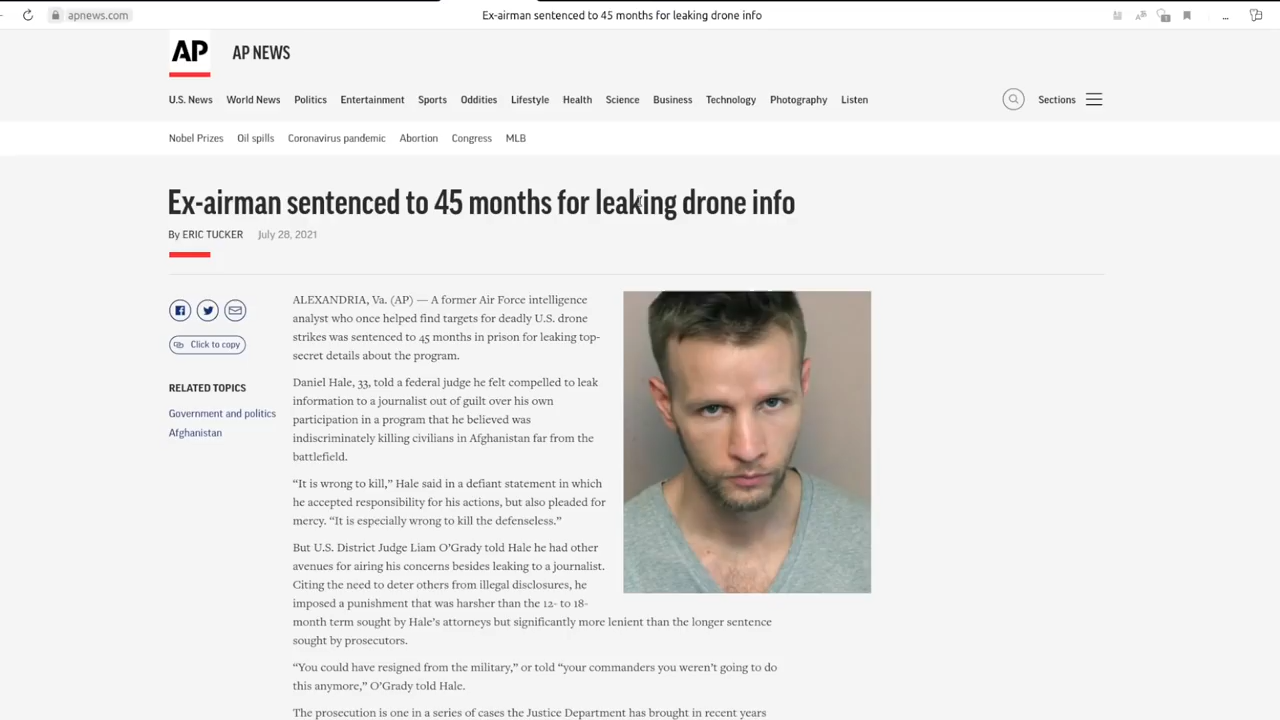 apnews.com
Ex-airman sentenced to 45 months for leaking drone info
AP
AP NEWS
U.S. News World News Politics Entertainment Sports Oddities Lifestyle Health Science Business Technology Photography Listen
Sections
Nobel Prizes Oil spills Coronavirus pandemic Abortion Congress MLB
Ex-airman sentenced to 45 months for leaking drone info
By ERIC TUCKER July 28, 2021
Click to copy
RELATED TOPICS
Government and politics
Afghanistan
ALEXANDRIA, Va. (AP) — A former Air Force intelligence
analyst who once helped find targets for deadly U.S. drone
strikes was sentenced to 45 months in prison for leaking top-
secret details about the program.
Daniel Hale, 33, told a federal judge he felt compelled to leak
information to a journalist out of guilt over his own
participation in a program that he believed was
indiscriminately killing civilians in Afghanistan far from the
battlefield.
“It is wrong to kill,” Hale said in a defiant statement in which
he accepted responsibility for his actions, but also pleaded for
mercy. “It is especially wrong to kill the defenseless.”
But U.S. District Judge Liam O’Grady told Hale he had other
avenues for airing his concerns besides leaking to a journalist.
Citing the need to deter others from illegal disclosures, he
imposed a punishment that was harsher than the 12- to 18-
month term sought by Hale’s attorneys but significantly more lenient than the longer sentence
sought by prosecutors.
“You could have resigned from the military,” or told “your commanders you weren’t going to do
this anymore,” O’Grady told Hale.
The prosecution is one in a series of cases the Justice Department has brought in recent years